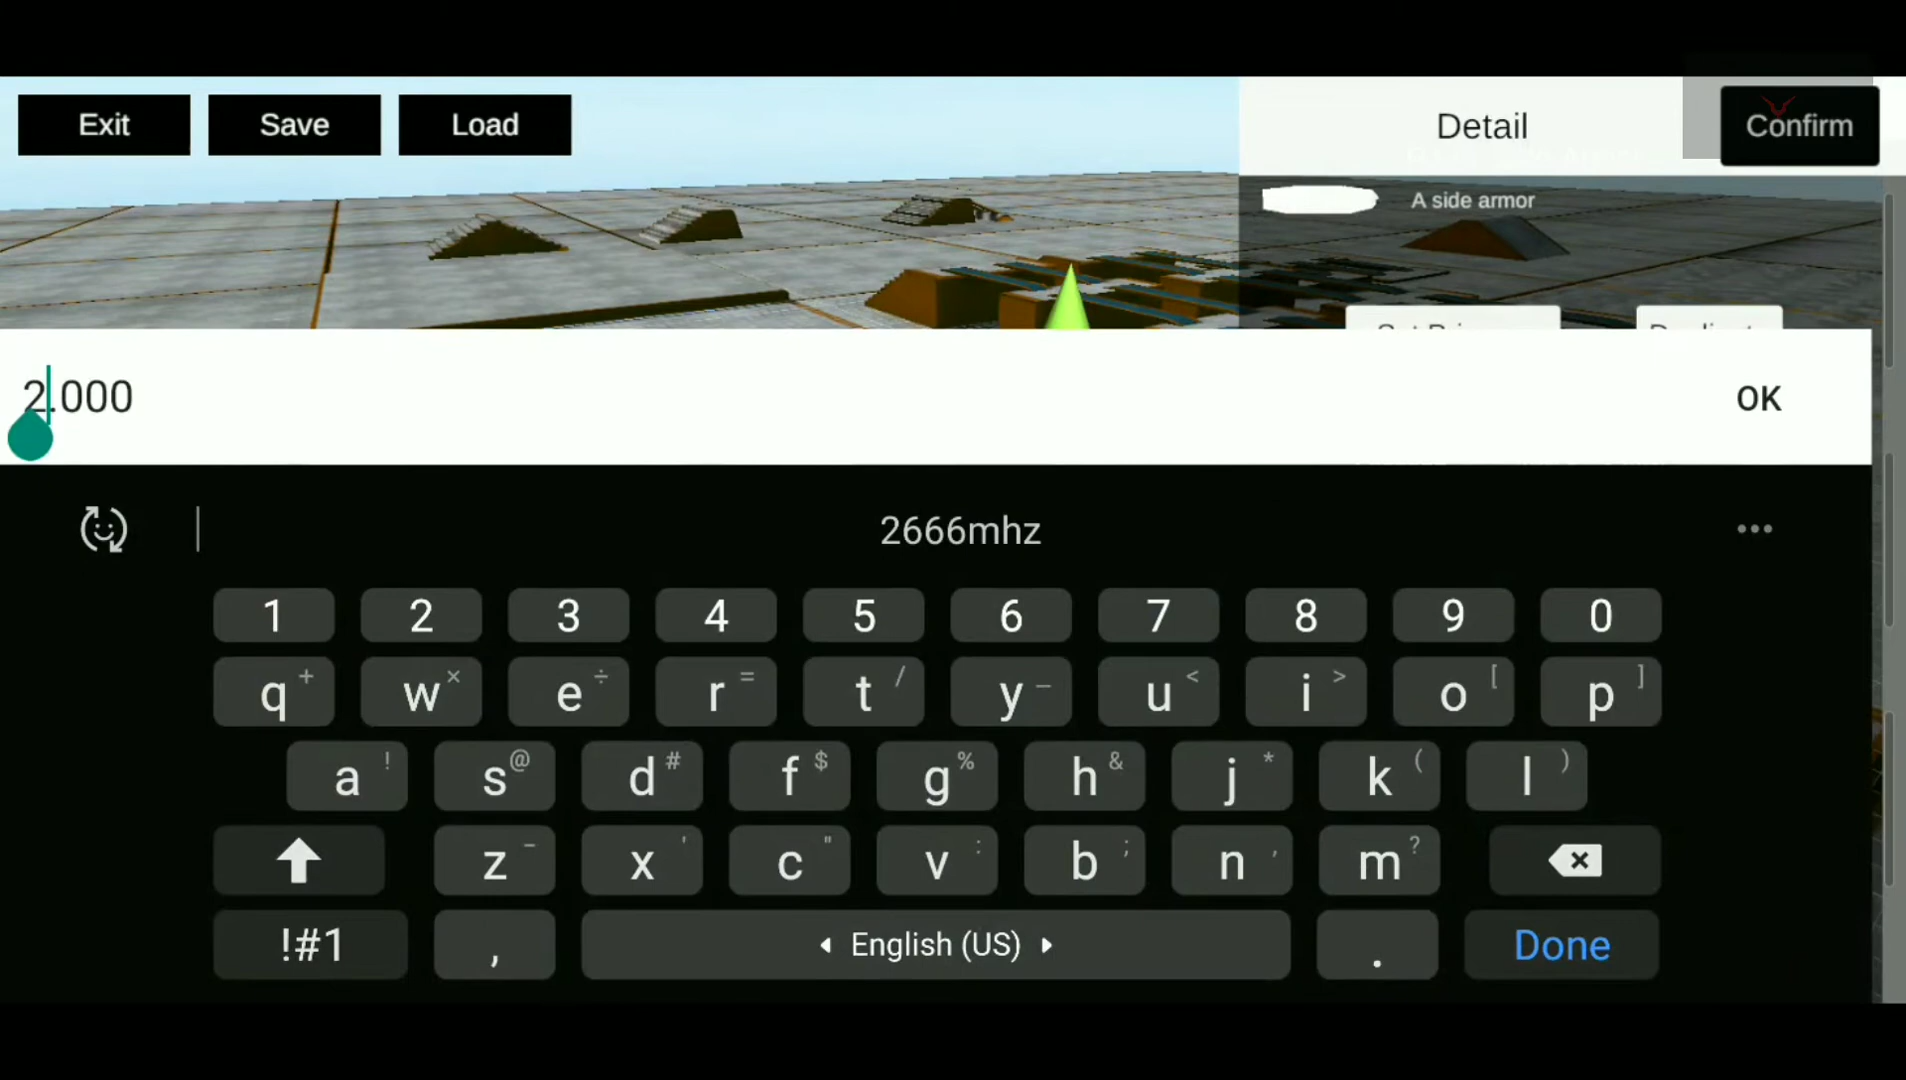 Exit Save Load Detail Confirm
A side armor
2.000 OK
2666mhz
1 2 3 4 5 6 7 8 9 0
q + w × e ÷ r = t / y _ u < i > o [ p ]
a ! s @ d # f $ g % h & j * k ( l )
z - x ' c " v : b ; n , m ?
!#1 , English (US) . Done